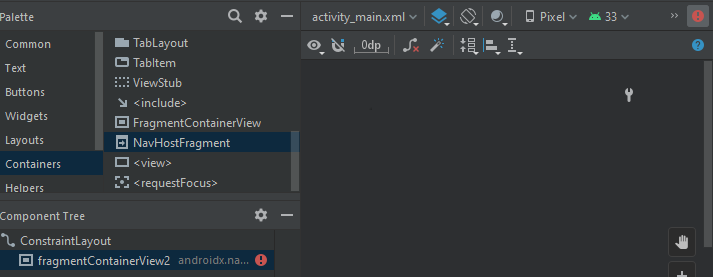 Palette
activity_main.xml
Pixel
33
Common
Text
Buttons
Widgets
Layouts
Containers
Helpers
TabLayout
TabItem
ViewStub
<include>
FragmentContainerView
NavHostFragment
<view>
<requestFocus>
0dp
Component Tree
ConstraintLayout
fragmentContainerView2 androidx.na...